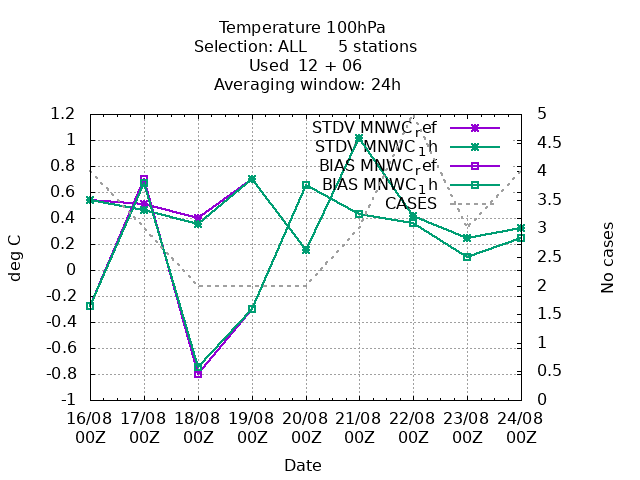 Temperature 100hPa
Selection: ALL 5 stations
Used 12 + 06
Averaging window: 24h
STDV MNWC_ref
STDV MNWC_1h
BIAS MNWC_ref
BIAS MNWC_1h
CASES
deg C
1.2
1
0.8
0.6
0.4
0.2
0
-0.2
-0.4
-0.6
-0.8
-1
No cases
5
4.5
4
3.5
3
2.5
2
1.5
1
0.5
0
16/08 17/08 18/08 19/08 20/08 21/08 22/08 23/08 24/08
00Z 00Z 00Z 00Z 00Z 00Z 00Z 00Z 00Z
Date